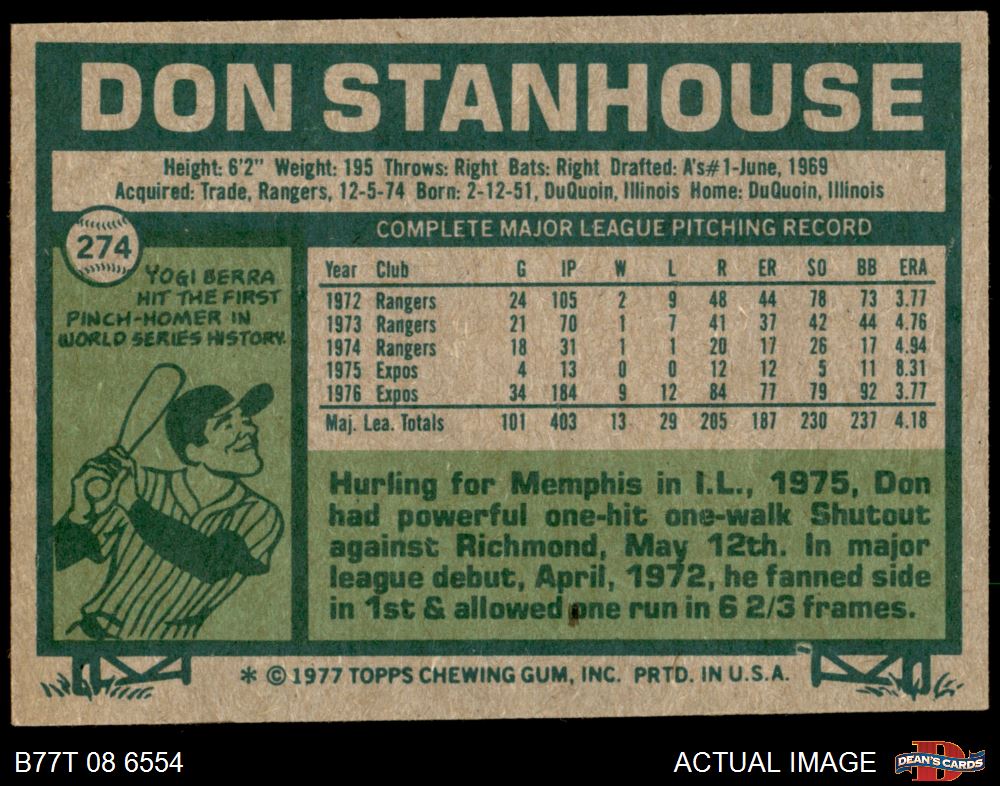 DON STANHOUSE
Height: 6'2" Weight: 195 Throws: Right Bats: Right Drafted: A's#1-June, 1969
Acquired: Trade, Rangers, 12-5-74 Born: 2-12-51, DuQuoin, Illinois Home: DuQuoin, Illinois
274
YOGI BERRA
HIT THE FIRST
PINCH-HOMER IN
WORLD SERIES HISTORY.
COMPLETE MAJOR LEAGUE PITCHING RECORD
Year Club G IP W L R ER SO BB ERA
1972 Rangers 24 105 2 9 48 44 78 73 3.77
1973 Rangers 21 70 1 7 41 37 42 44 4.76
1974 Rangers 18 31 1 1 20 17 26 17 4.94
1975 Expos 4 13 0 0 12 12 5 11 8.31
1976 Expos 34 184 9 12 84 77 79 92 3.77
Maj. Lea. Totals 101 403 13 29 205 187 230 237 4.18
Hurling for Memphis in I.L., 1975, Don
had powerful one-hit one-walk Shutout
against Richmond, May 12th. In major
league debut, April, 1972, he fanned side
in 1st & allowed one run in 6 2/3 frames.
* © 1977 TOPPS CHEWING GUM, INC. PRTD. IN U.S.A.
B77T 08 6554
ACTUAL IMAGE
D
DEAN'S CARDS